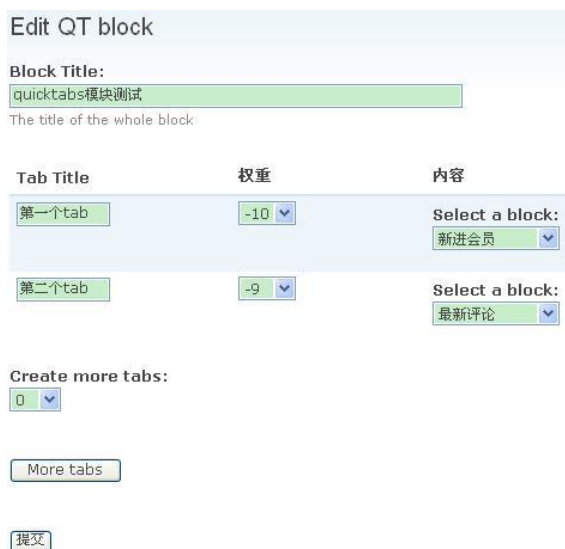 Edit QT block
Block Title:
quicktabs模块测试
The title of the whole block
Tab Title 权重 内容
第一个tab -10 Select a block:
新进会员
第二个tab -9 Select a block:
最新评论
Create more tabs:
0
More tabs
提交